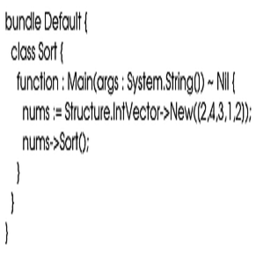 bundle Default {
class Sort {
function : Main(args : System.String[]) ~ Nil {
nums := Structure.IntVector->New([2,4,3,1,2]);
nums->Sort();
}
}
}